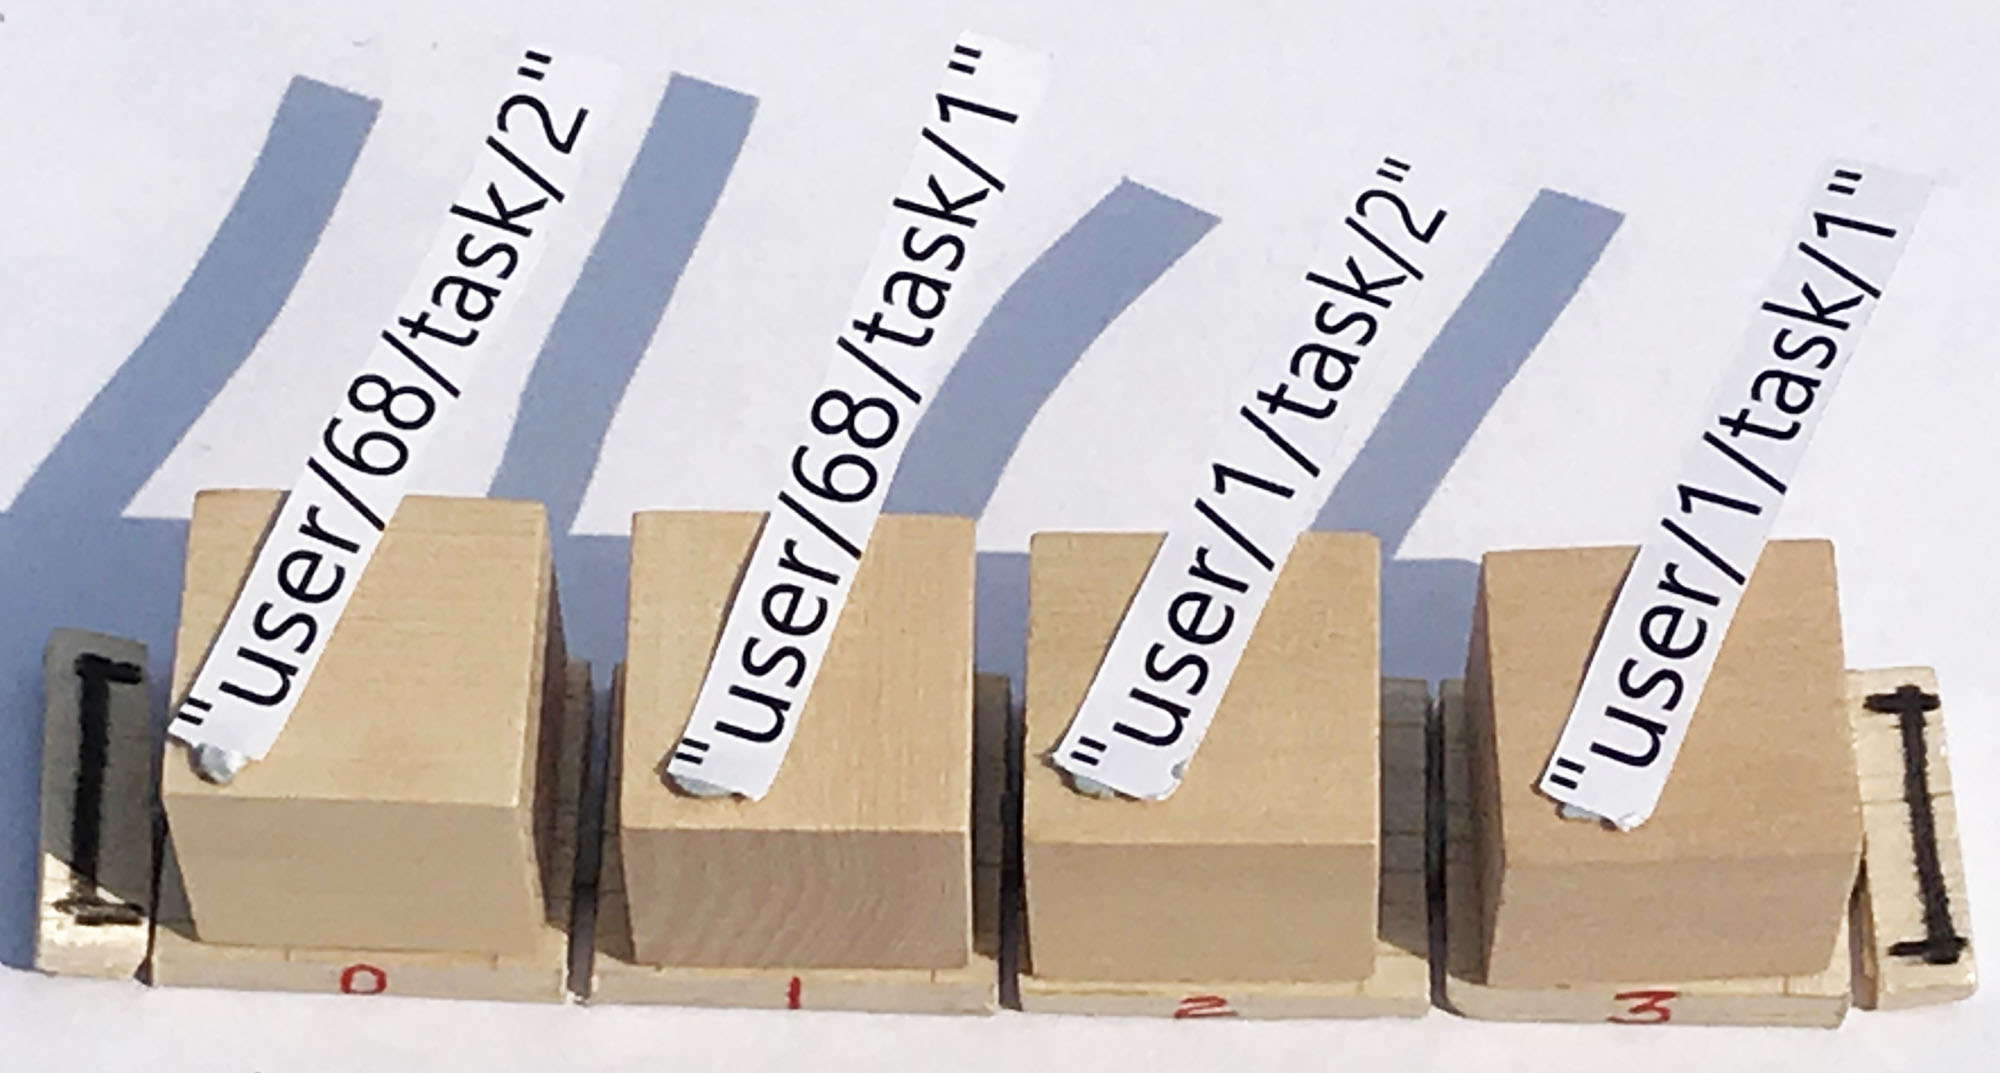 "user/68/task/2"
"user/68/task/1"
"user/1/task/2"
"user/1/task/1"
[
0
1
2
3
]